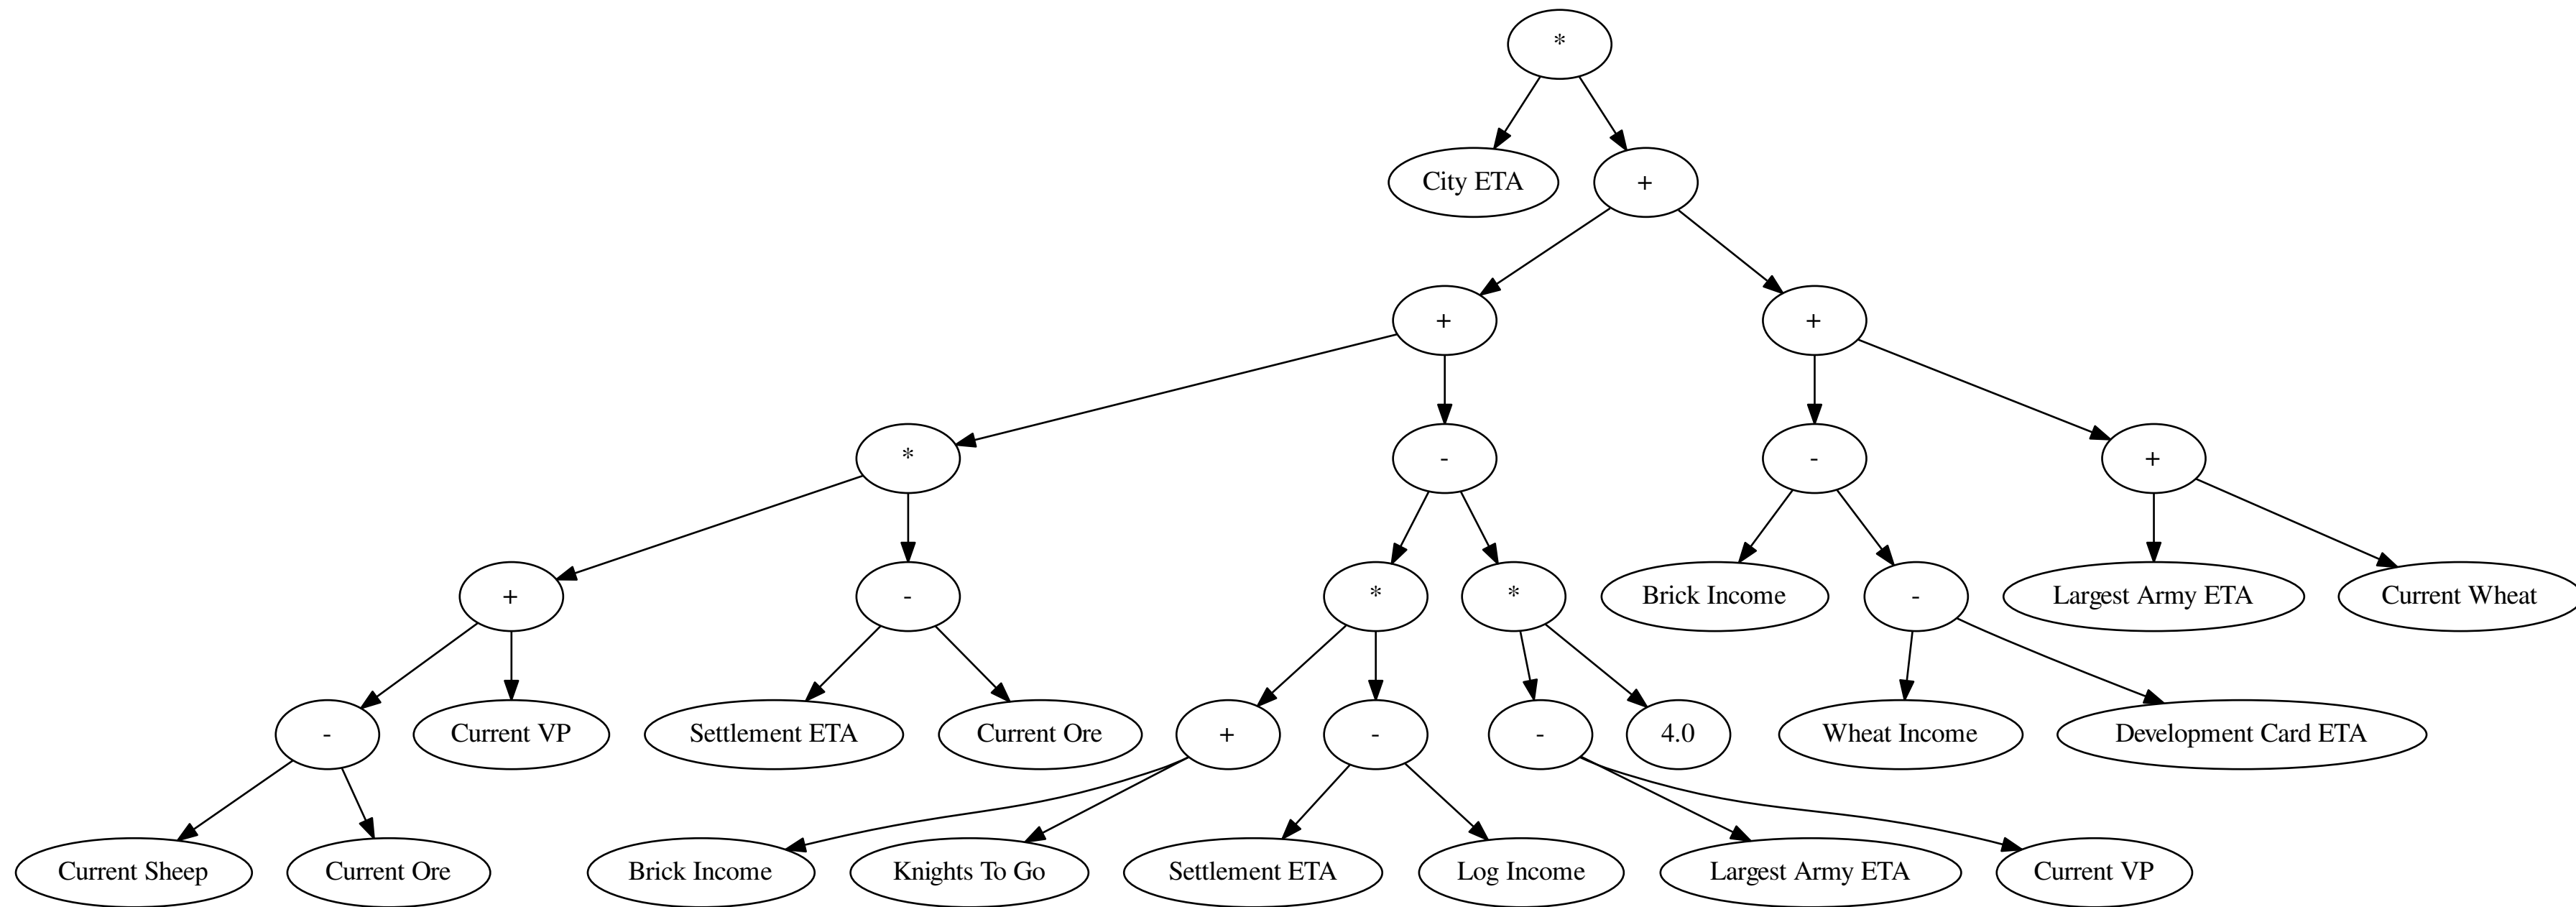 *
City ETA
+
+
+
*
-
-
+
+
-
*
*
Brick Income
-
Largest Army ETA
Current Wheat
-
Current VP
Settlement ETA
Current Ore
+
-
-
4.0
Wheat Income
Development Card ETA
Current Sheep
Current Ore
Brick Income
Knights To Go
Settlement ETA
Log Income
Largest Army ETA
Current VP